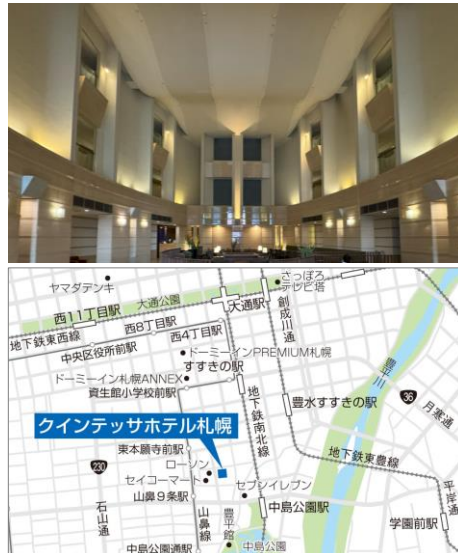 ヤマダデンキ
さっぽろ
テレビ塔
大通公園
西11丁目駅
大通駅
創成川通
西8丁目駅
西4丁目駅
地下鉄東西線
中央区役所前駅
ドーミーインPREMIUM札幌
すすきの駅
ドーミーイン札幌ANNEX
資生館小学校前駅
豊平川
36
月寒通
豊水すすきの駅
地下鉄南北線
クインテッサホテル札幌
東本願寺前駅
地下鉄東豊線
230
ローソン
セイコーマート
セブンイレブン
平岸通
石山通
山鼻9条駅
中島公園駅
山鼻線
豊平館
学園前駅
中島公園通駅
中島公園